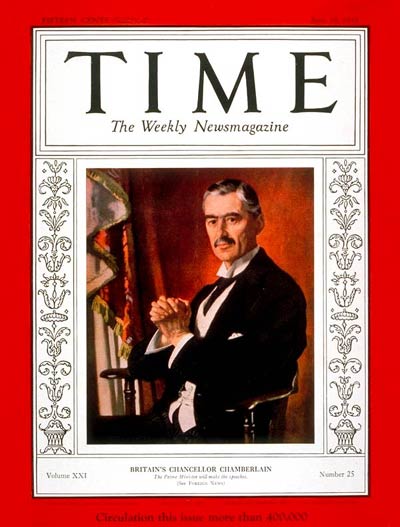 TIME
The Weekly Newsmagazine
Volume XXI
BRITAIN'S CHANCELLOR CHAMBERLAIN
The Prime Minister will make the speeches.
(See FOREIGN NEWS)
Number 25
Circulation this issue more than 400,000